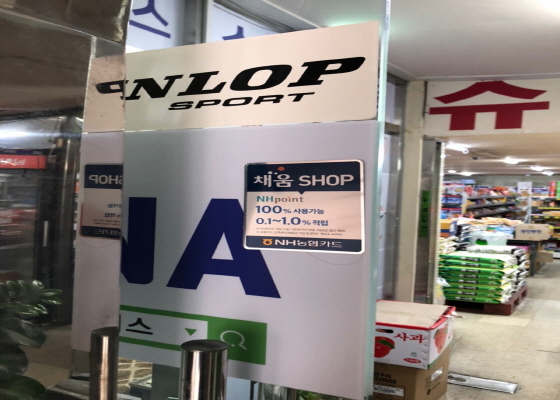 NLOP
SPORT
채움 SHOP
NHpoint
100% 사용가능
0.1~1.0% 적립
NH농협카드
NA
스
슈
사과